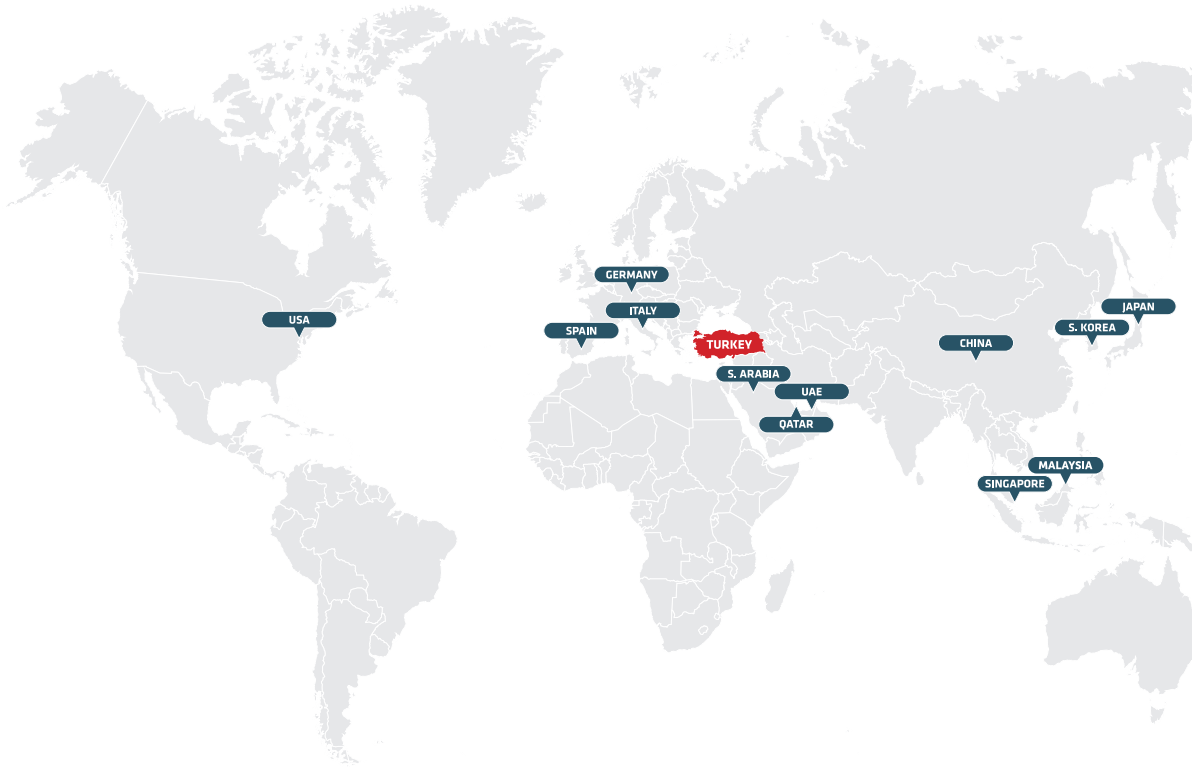 GERMANY
JAPAN
ITALY
USA
S. KOREA
SPAIN
TURKEY
CHINA
S. ARABIA
UAE
QATAR
MALAYSIA
SINGAPORE